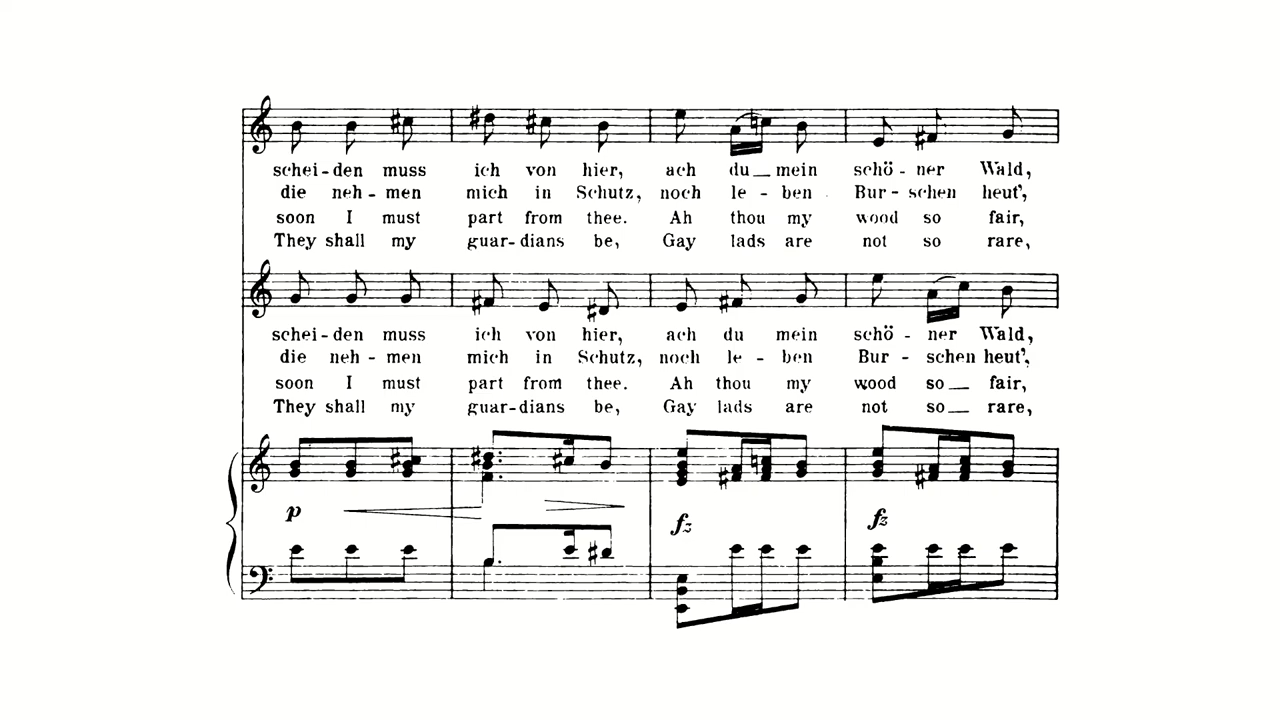 schei - den muss ich von hier, ach du mein schö - ner Wald,
die neh - men mich in Schutz, noch le - ben Bur - schen heut',
soon I must part from thee. Ah thou my wood so fair,
They shall my guar - dians be, Gay lads are not so rare,
schei - den muss ich von hier, ach du mein schö - ner Wald,
die neh - men mich in Schutz, noch le - ben Bur - schen heut',
soon I must part from thee. Ah thou my wood so fair,
They shall my guar - dians be, Gay lads are not so rare,
p fz fz